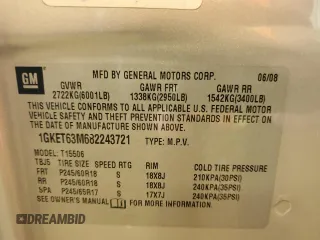 GM
MFD BY GENERAL MOTORS CORP. 06/08
GVWR GAWR FRT GAWR RR
2722KG(6001LB) 1338KG(2950LB) 1542KG(3400LB)
THIS VEHICLE CONFORMS TO ALL APPLICABLE U.S. FEDERAL MOTOR
VEHICLE SAFETY AND THEFT PREVENTION STANDARDS IN EFFECT ON
THE DATE OF MANUFACTURE SHOWN ABOVE.
1GKET63M682243721 TYPE: M.P.V.
MODEL: T15506
TIRE SIZE SPEED RTG RIM COLD TIRE PRESSURE
FRT P245/60R18 S 18X8J 210KPA(30PSI)
RR P245/60R18 S 18X8J 240KPA(35PSI)
SPA P245/65R17 S 17X7J 240KPA(35PSI)
SEE OWNER'S MANUAL FOR MORE INFORMATION.
DREAMBID